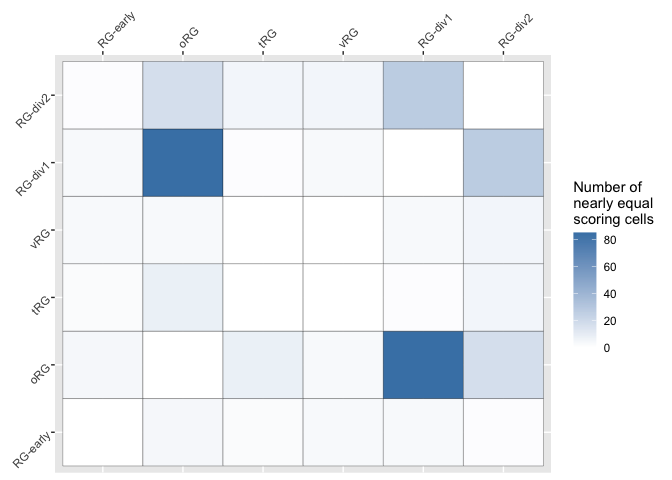 RG-early
oRG
tRG
vRG
RG-div1
RG-div2
RG-div2
RG-div1
vRG
tRG
oRG
RG-early
Number of
nearly equal
scoring cells
80
60
40
20
0